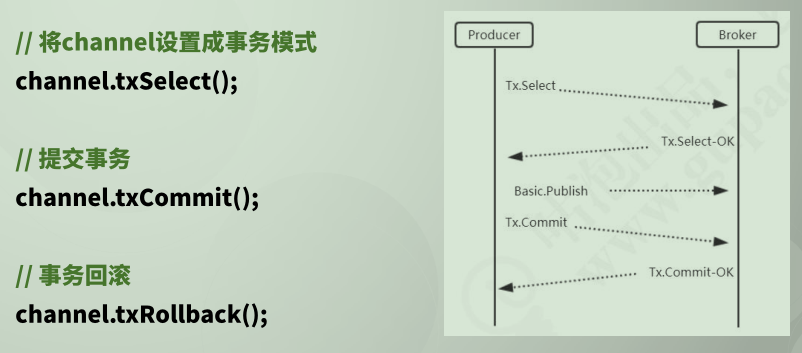 // 将channel设置成事务模式
channel.txSelect();
// 提交事务
channel.txCommit();
// 事务回滚
channel.txRollback();
Producer
Broker
Tx.Select
Tx.Select-OK
Basic.Publish
Tx.Commit
Tx.Commit-OK